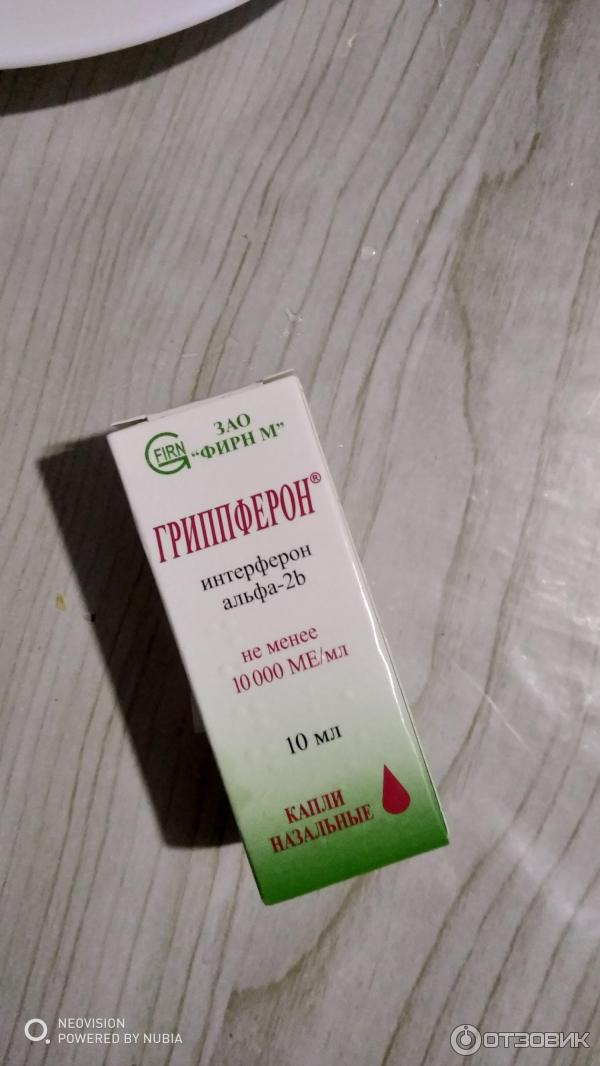 FIRN
ЗАО
"ФИРН М"
ГРИППФЕРОН®
интерферон
альфа-2b
не менее
10 000 МЕ/мл
10 мл
КАПЛИ
НАЗАЛЬНЫЕ
NEOVISION
POWERED BY NUBIA
ОТЗОВИК